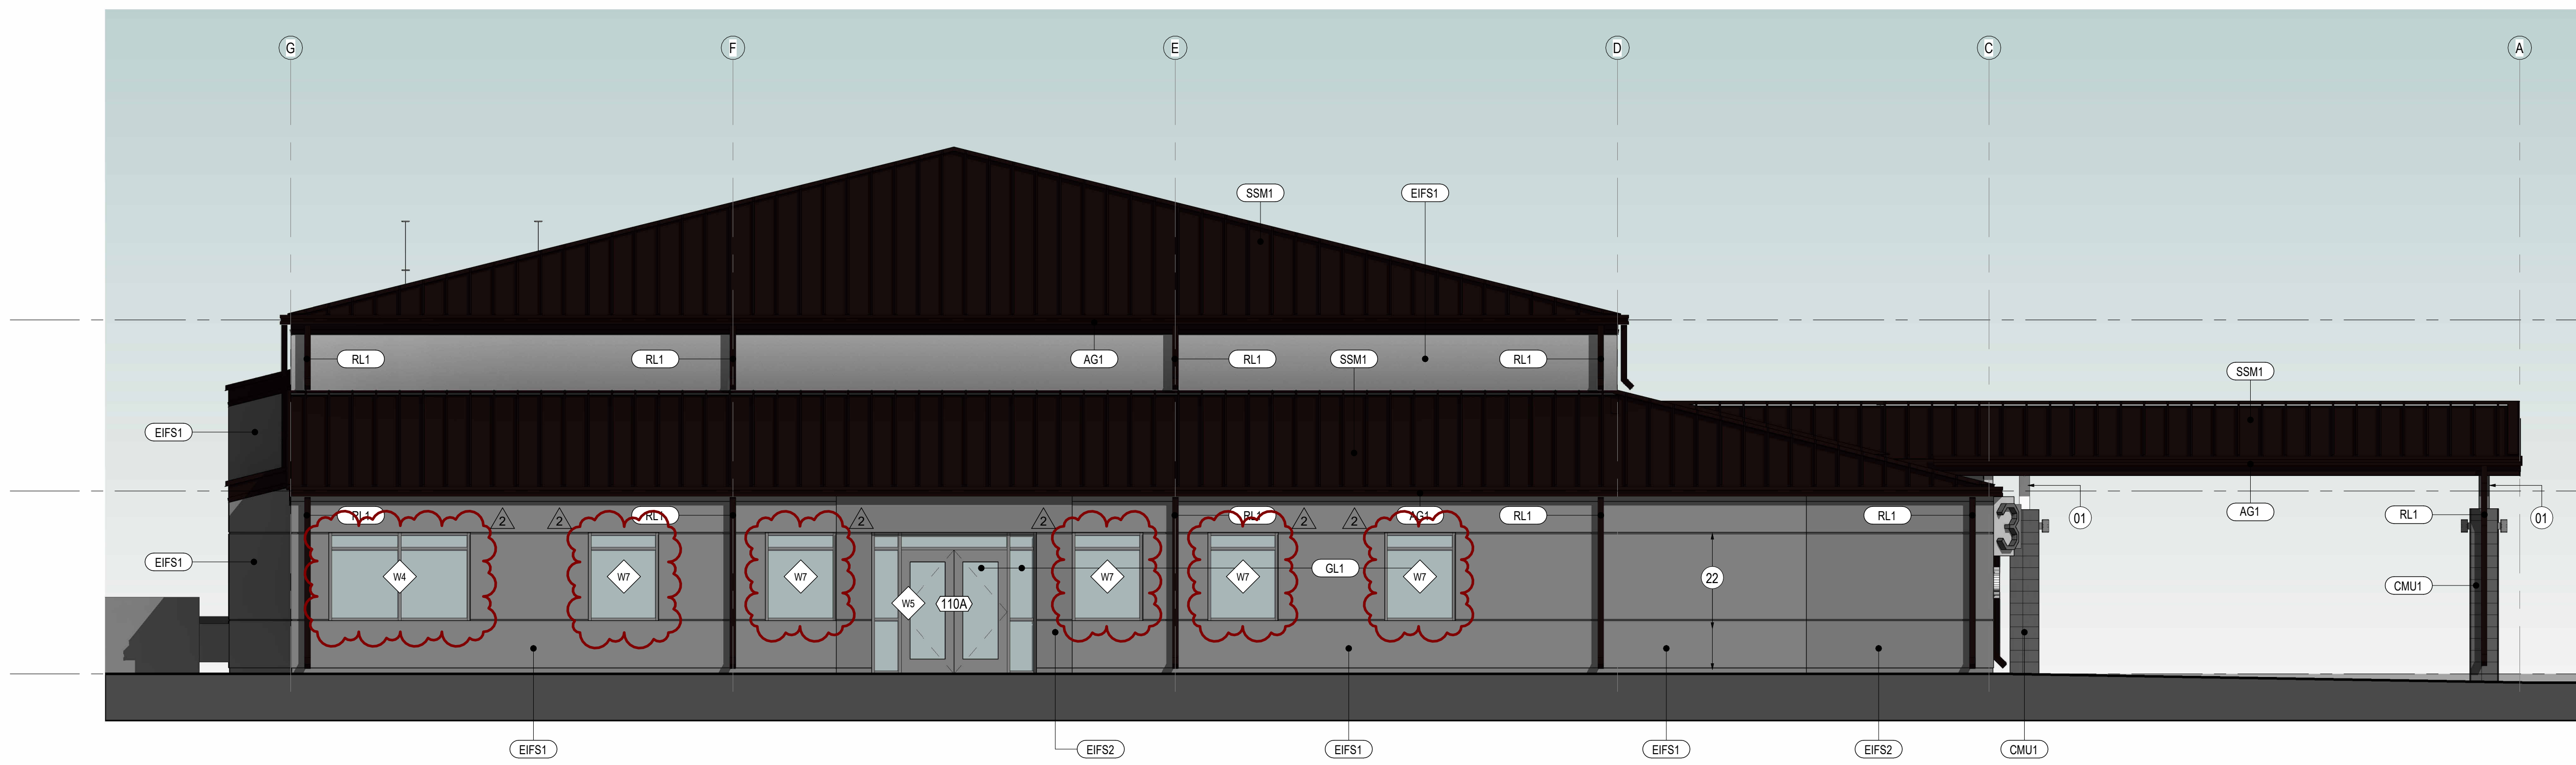 G F E D C A
SSM1 EIFS1
RL1 RL1 AG1 RL1 SSM1 RL1
SSM1
EIFS1
RL1 2 2 RL1 2 2 RL1 2 2 AG1 RL1 RL1 3 01 AG1 RL1 01
EIFS1
W4 W7 W7 W7 W7 GL1 W7 22
W5 110A
CMU1
EIFS1 EIFS2 EIFS1 EIFS1 EIFS2 CMU1